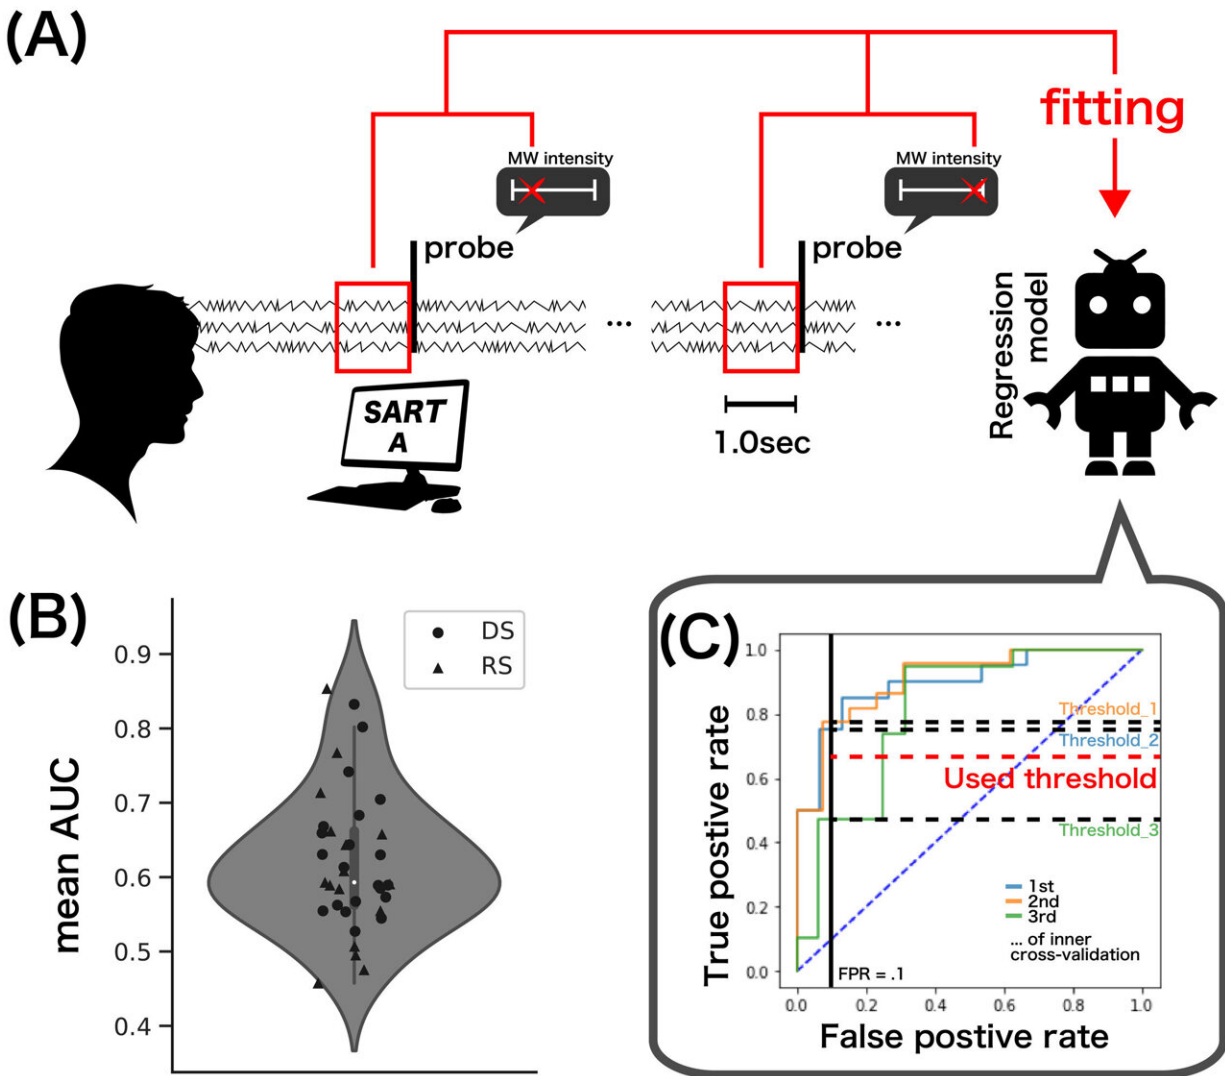 (A)
fitting
MW intensity
MW intensity
probe
probe
...
...
Regression
model
SART
A
1.0sec
(B)
DS
RS
0.9
0.8
0.7
0.6
0.5
0.4
mean AUC
(C)
1.0
0.8
0.6
0.4
0.2
0.0
True postive rate
Threshold_1
Threshold_2
Used threshold
Threshold_3
1st
2nd
3rd
... of inner
cross-validation
FPR = .1
0.0 0.2 0.4 0.6 0.8 1.0
False postive rate